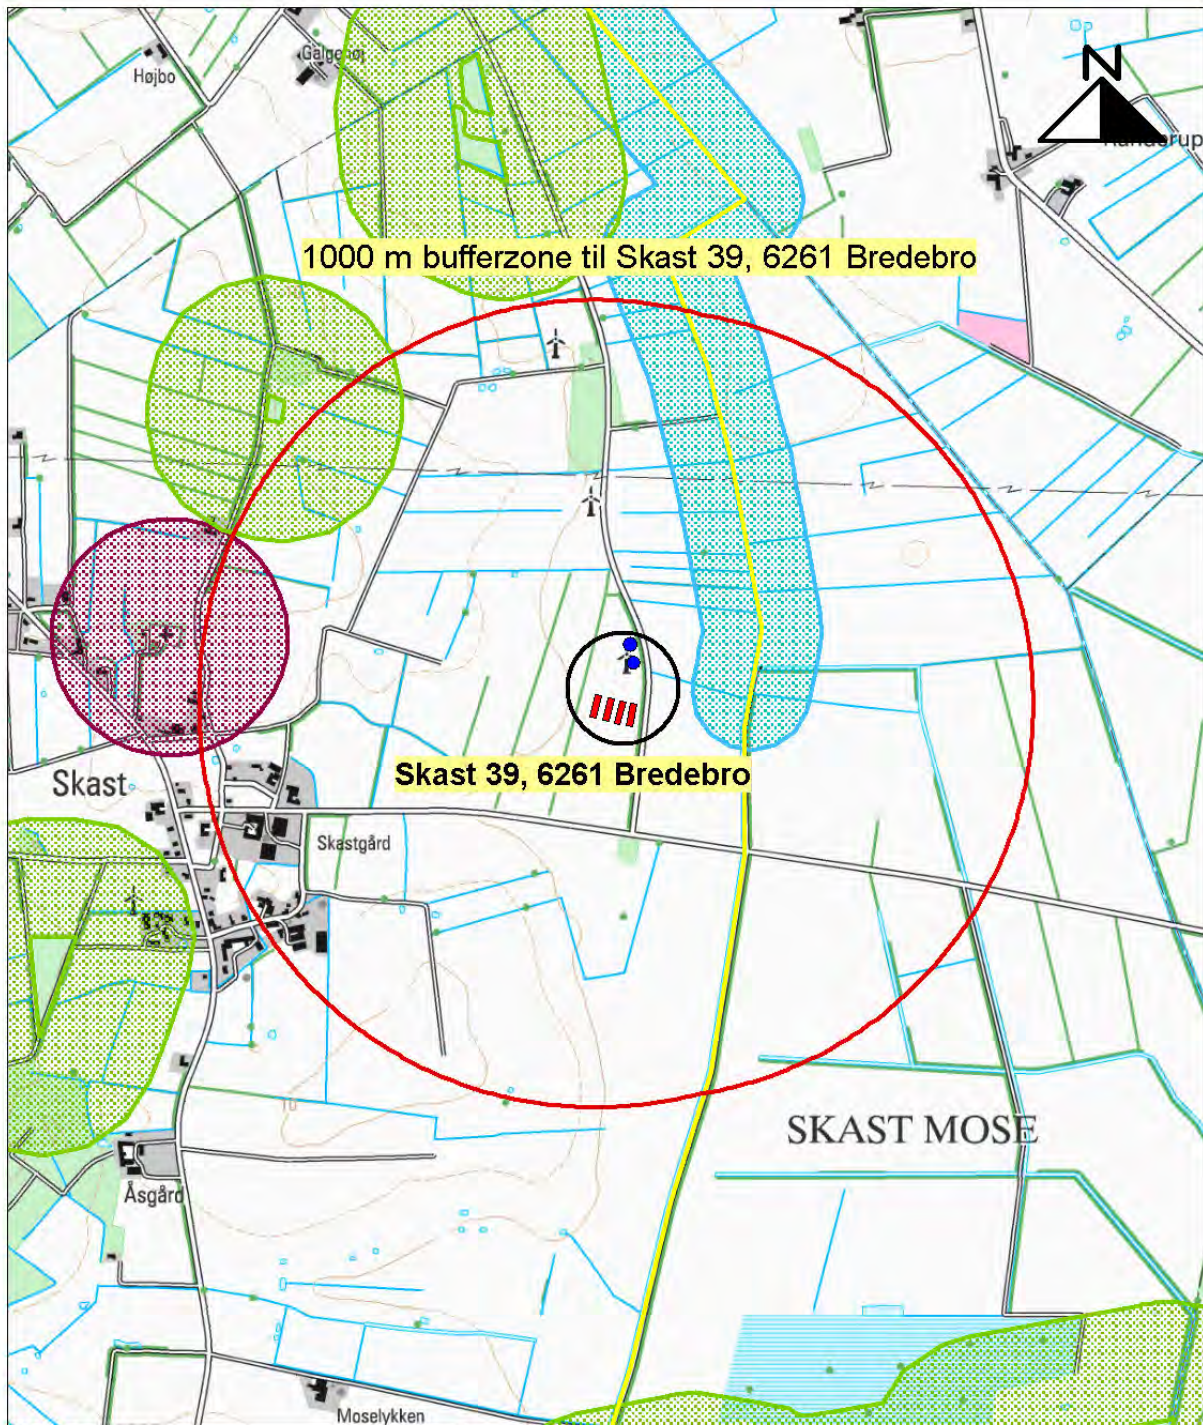 Galgehøj
Højbo
N
Randerup
1000 m bufferzone til Skast 39, 6261 Bredebro
Skast 39, 6261 Bredebro
Skast
Skastgård
10
SKAST MOSE
Åsgård
Moselykken